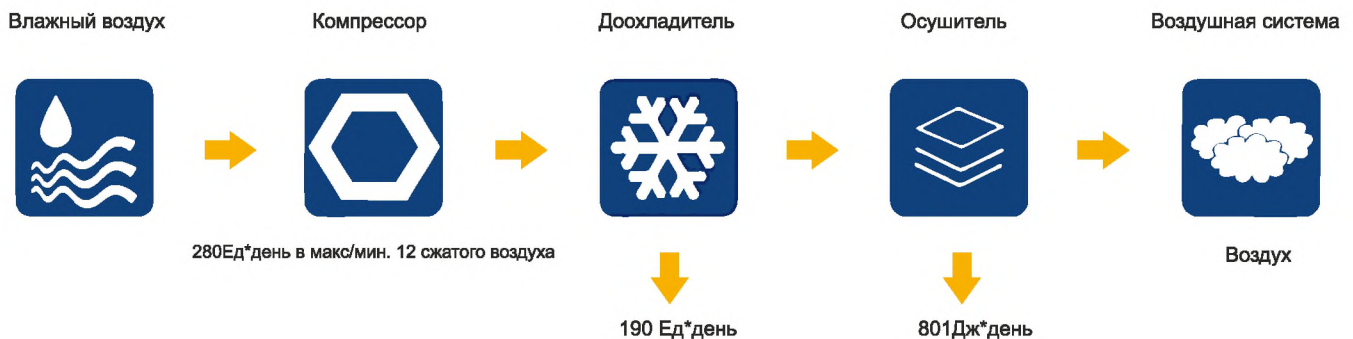 Влажный воздух
Компрессор
Доохладитель
Осушитель
Воздушная система
280Ед*день в макс/мин. 12 сжатого воздуха
Воздух
190 Ед*день
801Дж*день